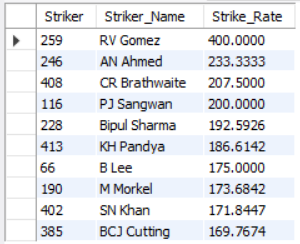 Striker Striker_Name Strike_Rate
259 RV Gomez 400.0000
246 AN Ahmed 233.3333
408 CR Brathwaite 207.5000
116 PJ Sangwan 200.0000
228 Bipul Sharma 192.5926
413 KH Pandya 186.6142
66 B Lee 175.0000
190 M Morkel 173.6842
402 SN Khan 171.8447
385 BCJ Cutting 169.7674